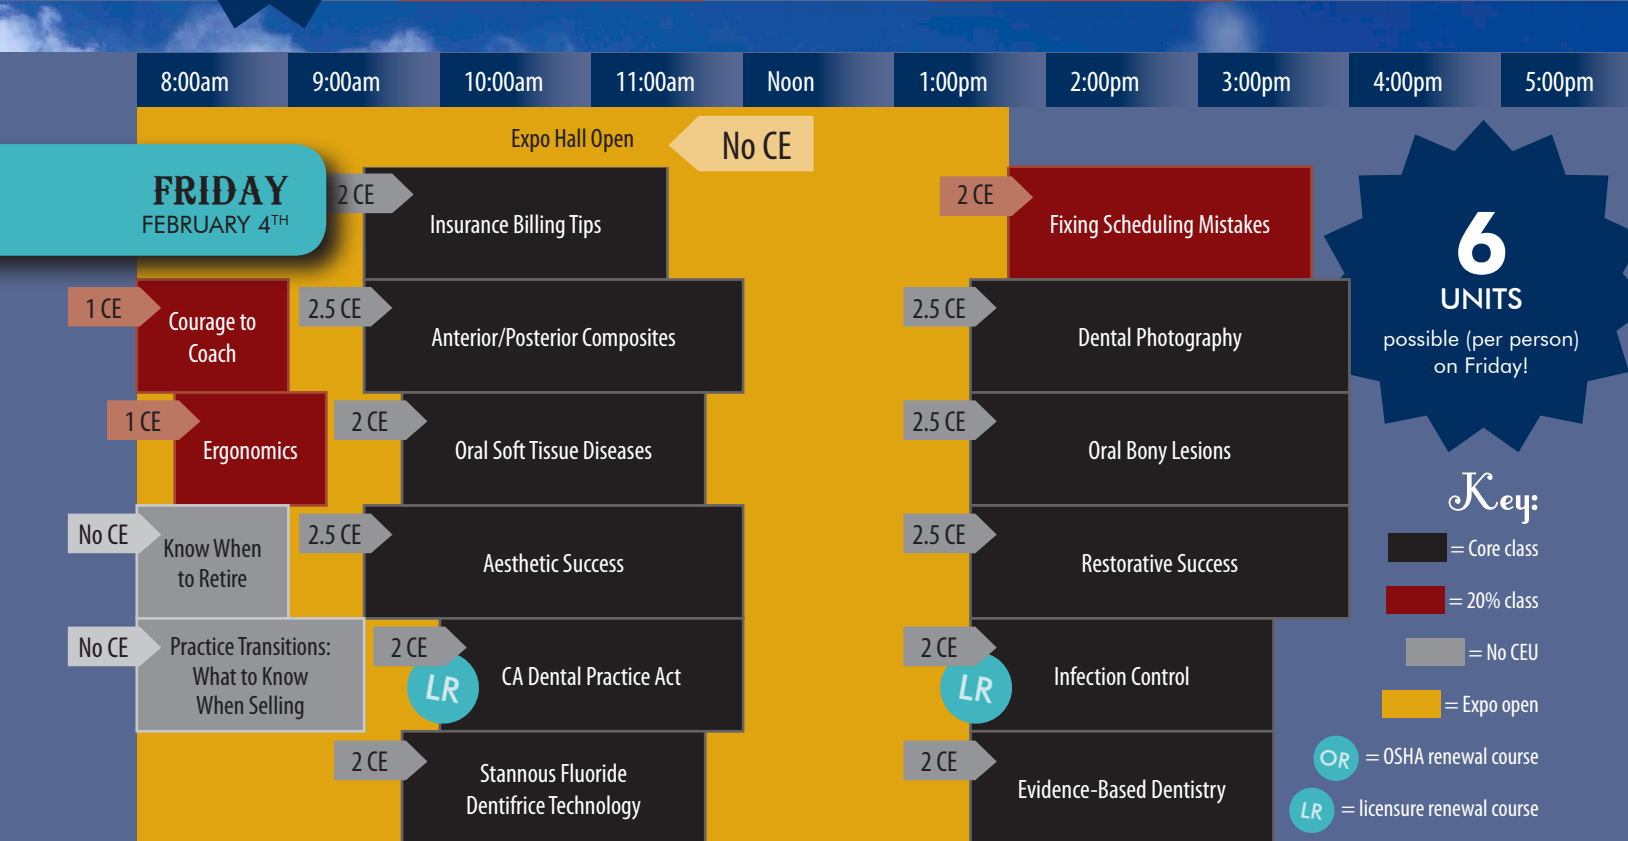 8:00am 9:00am 10:00am 11:00am Noon 1:00pm 2:00pm 3:00pm 4:00pm 5:00pm
Expo Hall Open No CE
FRIDAY
FEBRUARY 4TH
2 CE
Insurance Billing Tips
2 CE
Fixing Scheduling Mistakes
1 CE
Courage to
Coach
2.5 CE
Anterior/Posterior Composites
2.5 CE
Dental Photography
1 CE
Ergonomics
2 CE
Oral Soft Tissue Diseases
2.5 CE
Oral Bony Lesions
No CE
Know When
to Retire
2.5 CE
Aesthetic Success
2.5 CE
Restorative Success
No CE
Practice Transitions:
What to Know
When Selling
2 CE
LR
CA Dental Practice Act
2 CE
LR
Infection Control
2 CE
Stannous Fluoride
Dentifrice Technology
2 CE
Evidence-Based Dentistry
6
UNITS
possible (per person)
on Friday!
Key:
= Core class
= 20% class
= No CEU
= Expo open
OR = OSHA renewal course
LR = licensure renewal course